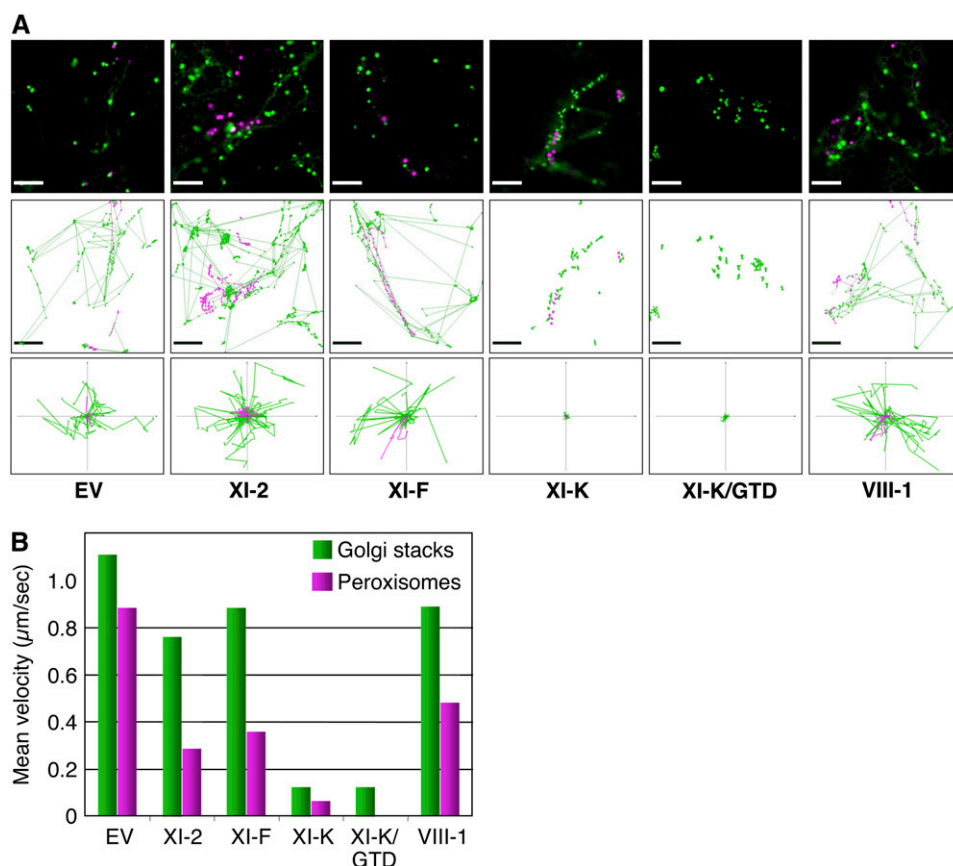 A
EV XI-2 XI-F XI-K XI-K/GTD VIII-1
B
Golgi stacks
Peroxisomes
Mean velocity (µm/sec)
1.0
0.8
0.6
0.4
0.2
0
EV XI-2 XI-F XI-K XI-K/ VIII-1
GTD